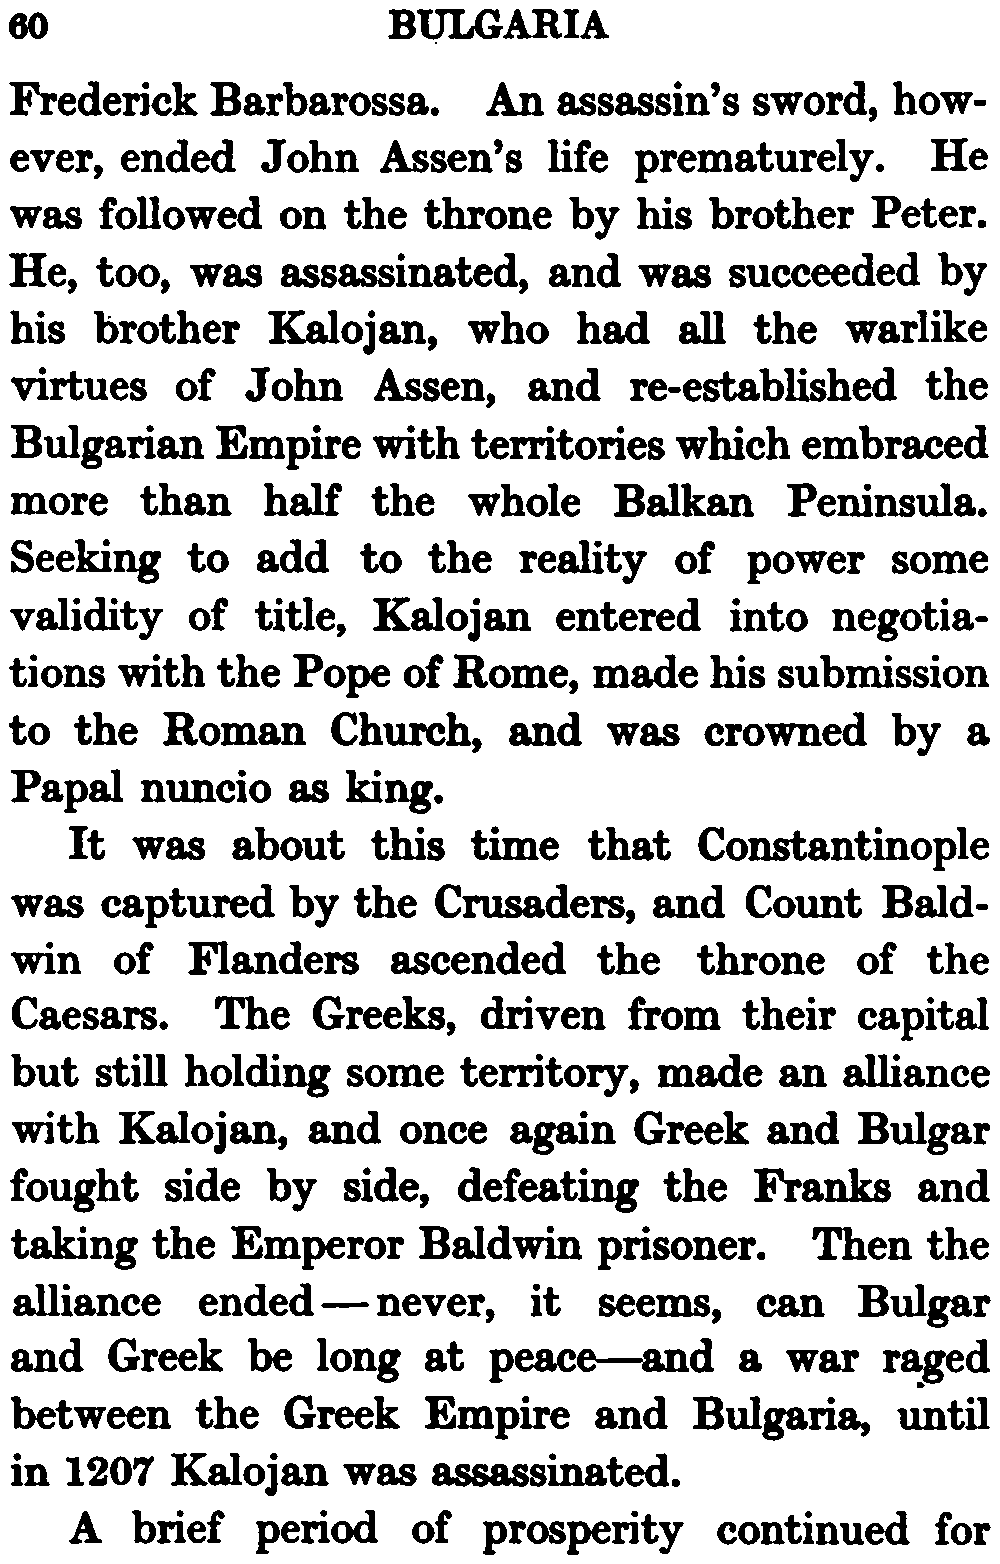 60 BULGARIA
Frederick Barbarossa. An assassin's sword, how-
ever, ended John Assen's life prematurely. He
was followed on the throne by his brother Peter.
He, too, was assassinated, and was succeeded by
his brother Kalojan, who had all the warlike
virtues of John Assen, and re-established the
Bulgarian Empire with territories which embraced
more than half the whole Balkan Peninsula.
Seeking to add to the reality of power some
validity of title, Kalojan entered into negotia-
tions with the Pope of Rome, made his submission
to the Roman Church, and was crowned by a
Papal nuncio as king.
It was about this time that Constantinople
was captured by the Crusaders, and Count Bald-
win of Flanders ascended the throne of the
Caesars. The Greeks, driven from their capital
but still holding some territory, made an alliance
with Kalojan, and once again Greek and Bulgar
fought side by side, defeating the Franks and
taking the Emperor Baldwin prisoner. Then the
alliance ended—never, it seems, can Bulgar
and Greek be long at peace—and a war raged
between the Greek Empire and Bulgaria, until
in 1207 Kalojan was assassinated.
A brief period of prosperity continued for